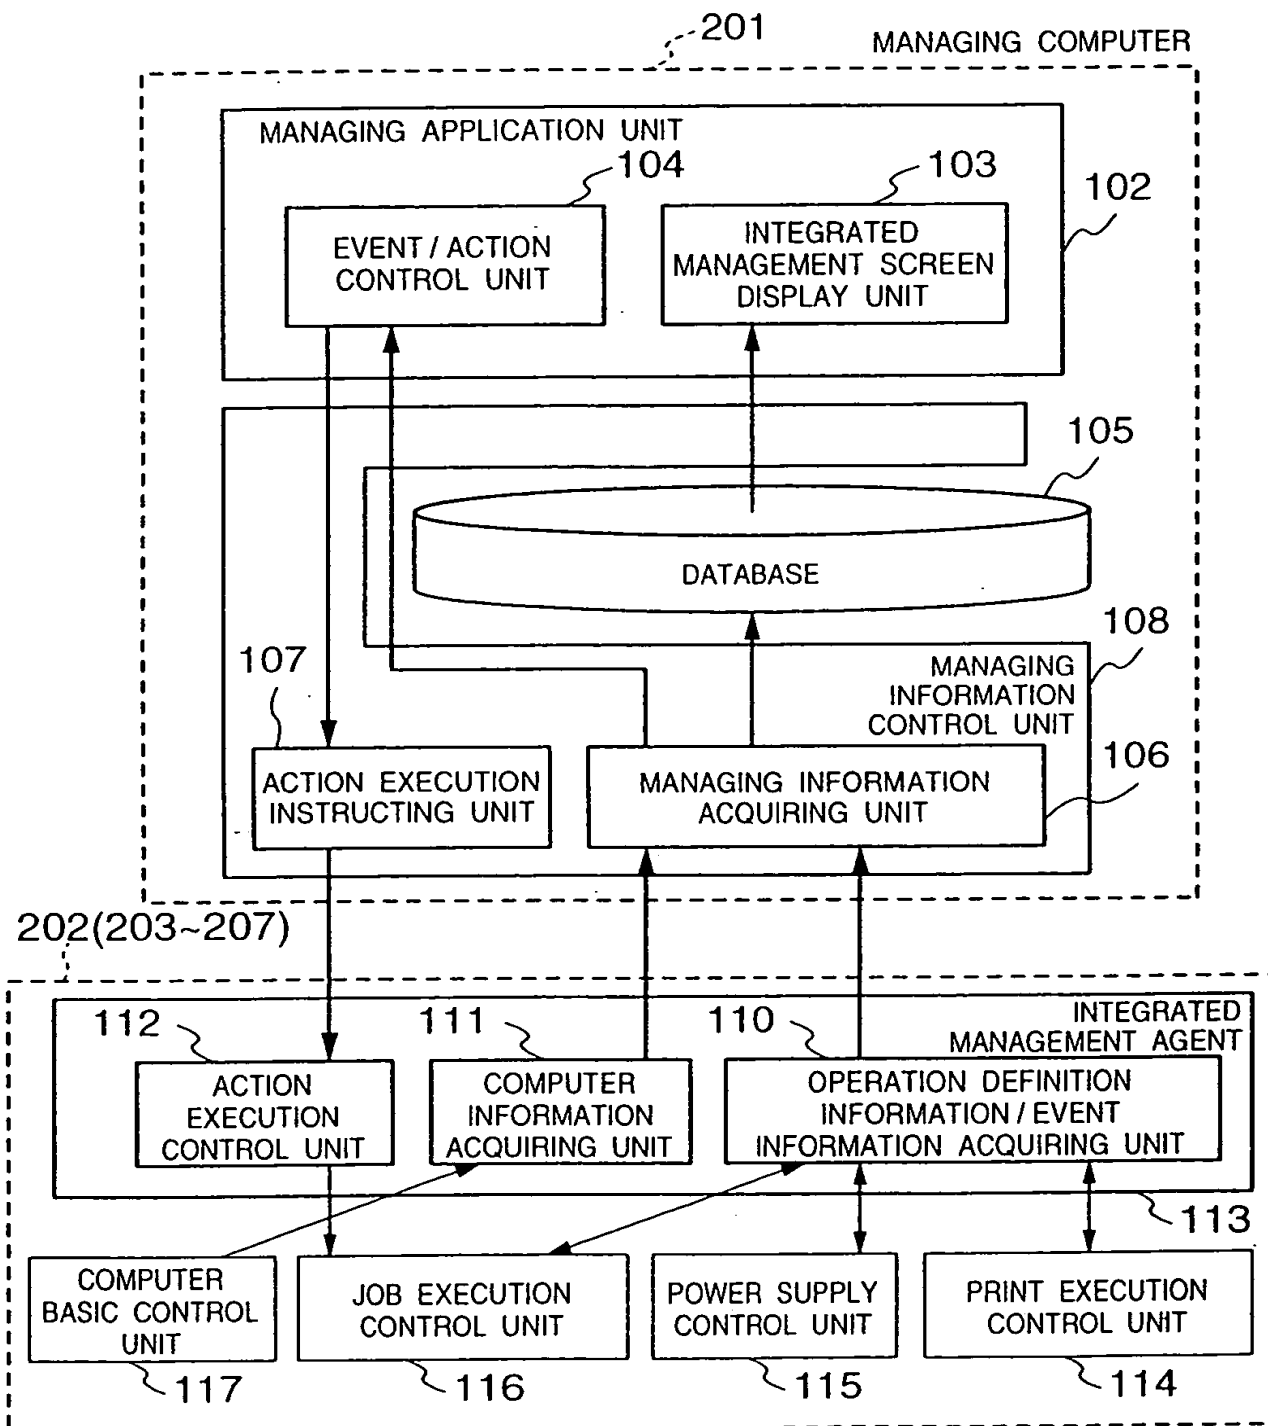 201
MANAGING COMPUTER
MANAGING APPLICATION UNIT
104
103
102
EVENT / ACTION
CONTROL UNIT
INTEGRATED
MANAGEMENT SCREEN
DISPLAY UNIT
105
DATABASE
108
107
MANAGING
INFORMATION
CONTROL UNIT
106
ACTION EXECUTION
INSTRUCTING UNIT
MANAGING INFORMATION
ACQUIRING UNIT
202(203~207)
112
111
110
INTEGRATED
MANAGEMENT AGENT
ACTION
EXECUTION
CONTROL UNIT
COMPUTER
INFORMATION
ACQUIRING UNIT
OPERATION DEFINITION
INFORMATION / EVENT
INFORMATION ACQUIRING UNIT
113
COMPUTER
BASIC CONTROL
UNIT
JOB EXECUTION
CONTROL UNIT
POWER SUPPLY
CONTROL UNIT
PRINT EXECUTION
CONTROL UNIT
117
116
115
114